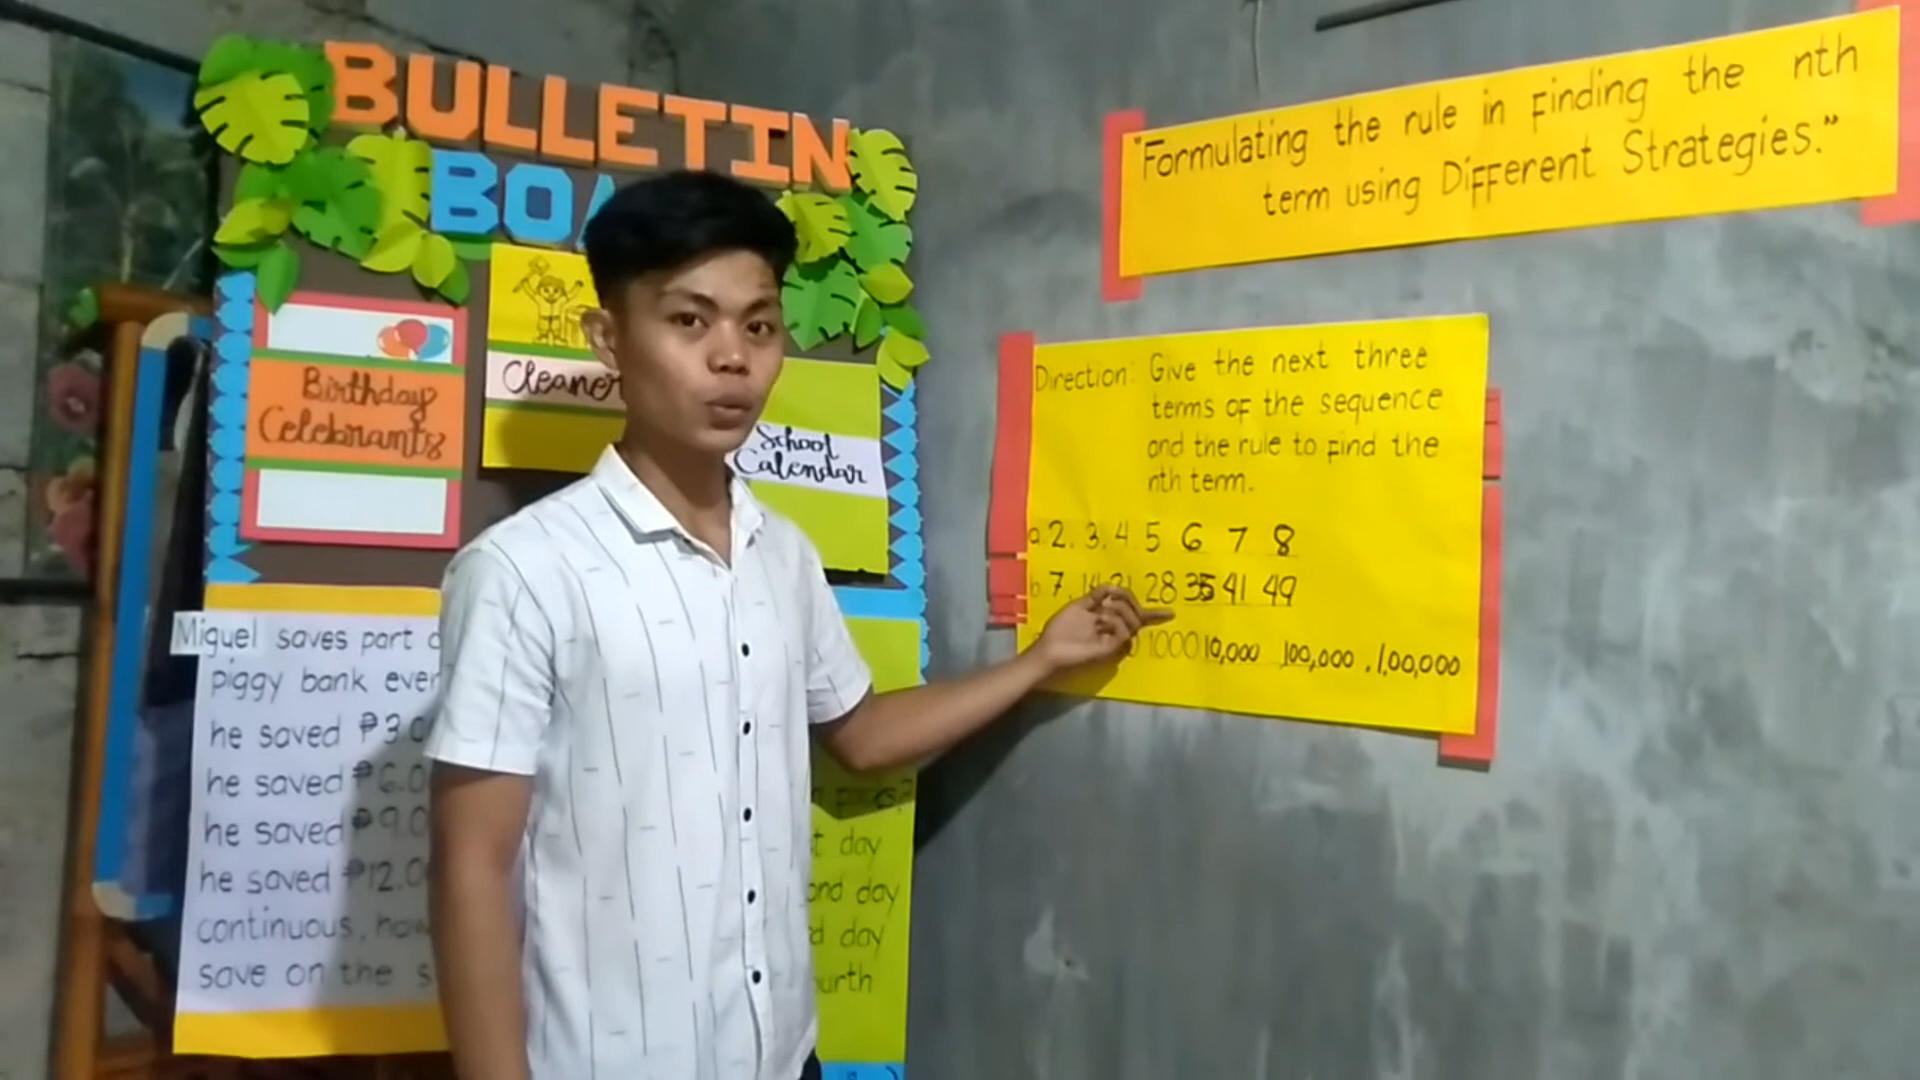 BULLETIN
BOA
Birthday
Celebrants
Cleaner
School
Calendar
"Formulating the rule in Finding the nth
term using Different Strategies."
Direction: Give the next three
terms of the sequence
and the rule to find the
nth term.
a. 2, 3, 4, 5 6 7 8
b 7, 14, 21 28 35 41 49
1000 10,000 100,000 , 1,00,000
Miguel saves part
piggy bank ever
he saved ₱3.0
he saved ₱6.0
he saved ₱9.0
he saved ₱12.0
continuous, how
save on the s
t day
ond day
d day
ourth